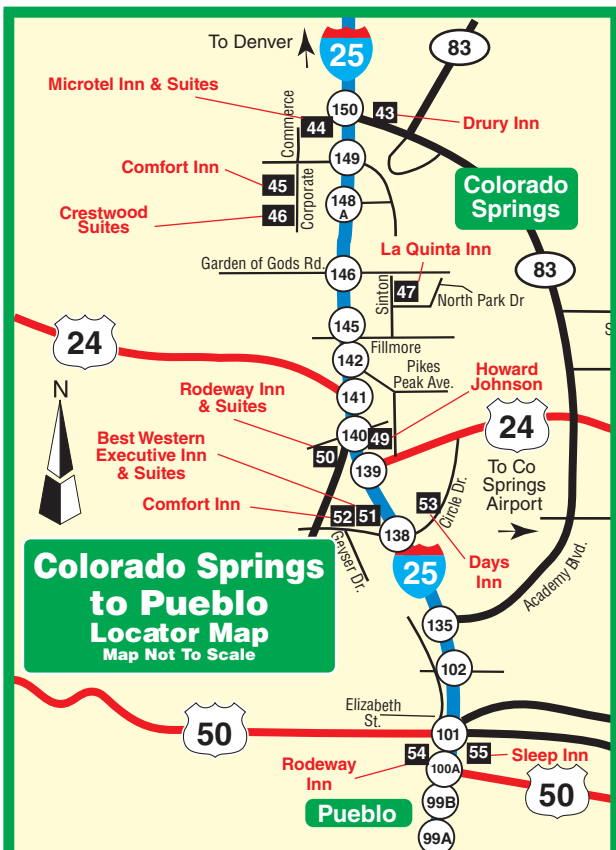 To Denver
25
83
Microtel Inn & Suites
150
43
Drury Inn
44
Commerce
149
Comfort Inn
45
Corporate
148
A
Crestwood
Suites
46
Colorado
Springs
La Quinta Inn
83
Garden of Gods Rd.
146
Sinton
47
North Park Dr
145
S
24
Fillmore
142
Pikes
Peak Ave.
Howard
Johnson
Rodeway Inn
& Suites
141
N
24
140
49
50
Best Western
Executive Inn
& Suites
139
To Co
Springs
Airport
Comfort Inn
52
51
53
Circle Dr.
138
Geyser Dr.
Days
Inn
25
Academy Blvd.
Colorado Springs
to Pueblo
Locator Map
Map Not To Scale
135
102
Elizabeth
St.
50
101
54
55
Sleep Inn
Rodeway
Inn
100A
50
99B
Pueblo
99A